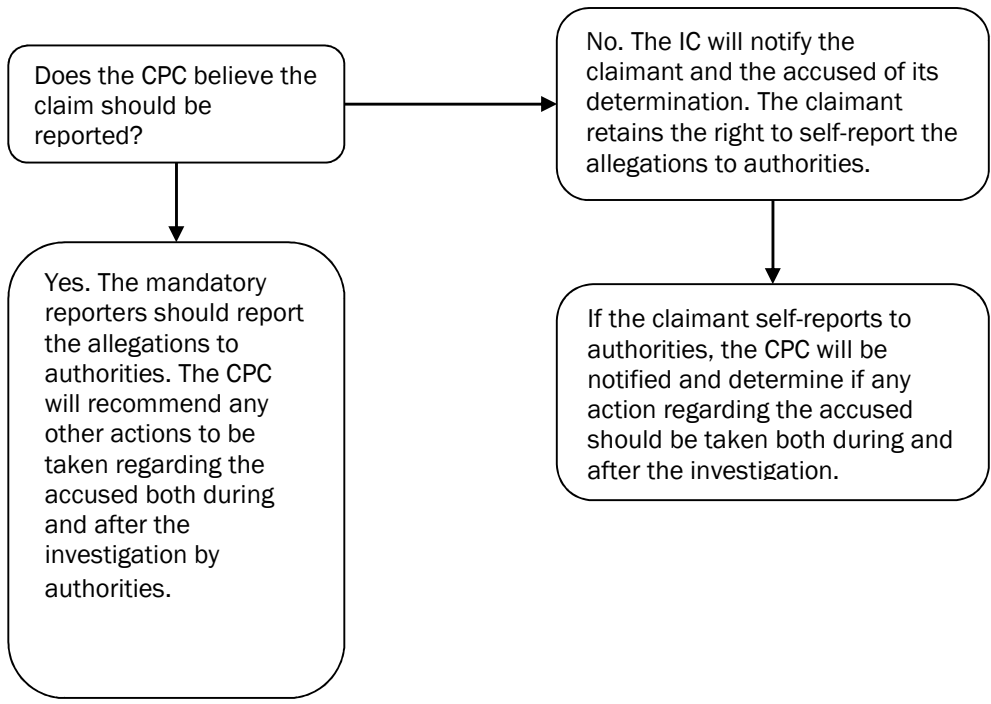 Does the CPC believe the
claim should be
reported?
No. The IC will notify the
claimant and the accused of its
determination. The claimant
retains the right to self-report the
allegations to authorities.
Yes. The mandatory
reporters should report
the allegations to
authorities. The CPC
will recommend any
other actions to be
taken regarding the
accused both during
and after the
investigation by
authorities.
If the claimant self-reports to
authorities, the CPC will be
notified and determine if any
action regarding the accused
should be taken both during and
after the investigation.